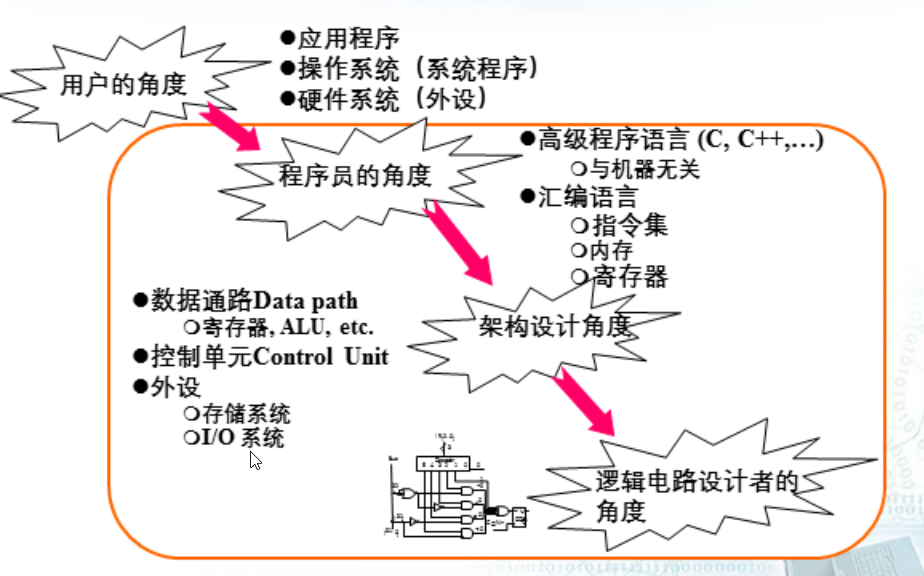 用户的角度
●应用程序
●操作系统（系统程序）
●硬件系统（外设）
程序员的角度
●高级程序语言 (C, C++,…)
○与机器无关
●汇编语言
○指令集
○内存
○寄存器
架构设计角度
●数据通路Data path
○寄存器, ALU, etc.
●控制单元Control Unit
●外设
○存储系统
○I/O 系统
逻辑电路设计者的
角度